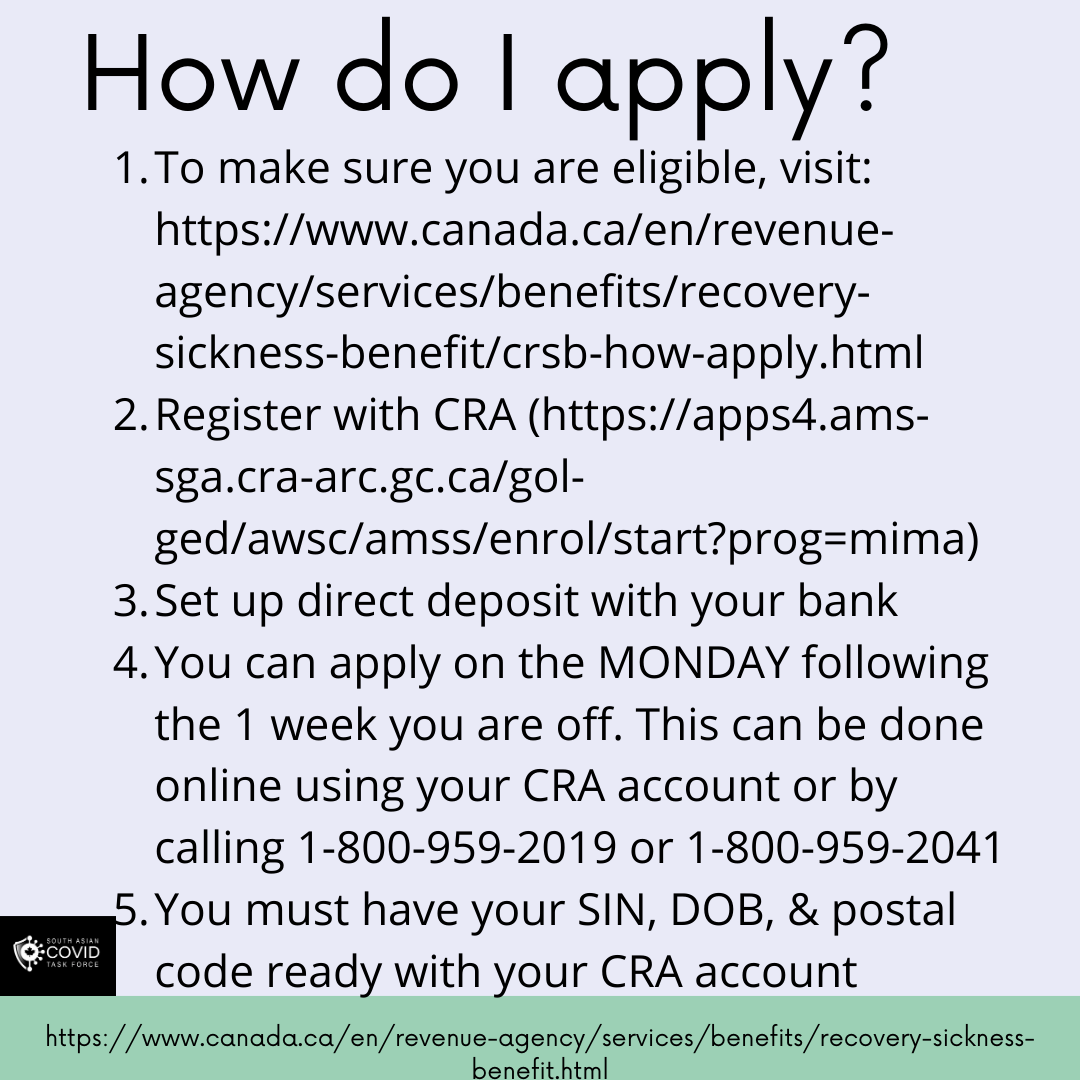 How do I apply?
1. To make sure you are eligible, visit:
https://www.canada.ca/en/revenue-
agency/services/benefits/recovery-
sickness-benefit/crsb-how-apply.html
2. Register with CRA (https://apps4.ams-
sga.cra-arc.gc.ca/gol-
ged/awsc/amss/enrol/start?prog=mima)
3. Set up direct deposit with your bank
4. You can apply on the MONDAY following
the 1 week you are off. This can be done
online using your CRA account or by
calling 1-800-959-2019 or 1-800-959-2041
5. You must have your SIN, DOB, & postal
code ready with your CRA account
SOUTH ASIAN
COVID
TASK FORCE
https://www.canada.ca/en/revenue-agency/services/benefits/recovery-sickness-
benefit.html